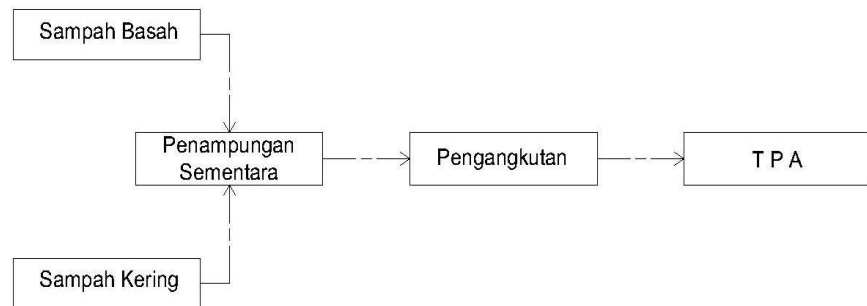 Sampah Basah
Penampungan
Sementara
Pengangkutan
T P A
Sampah Kering